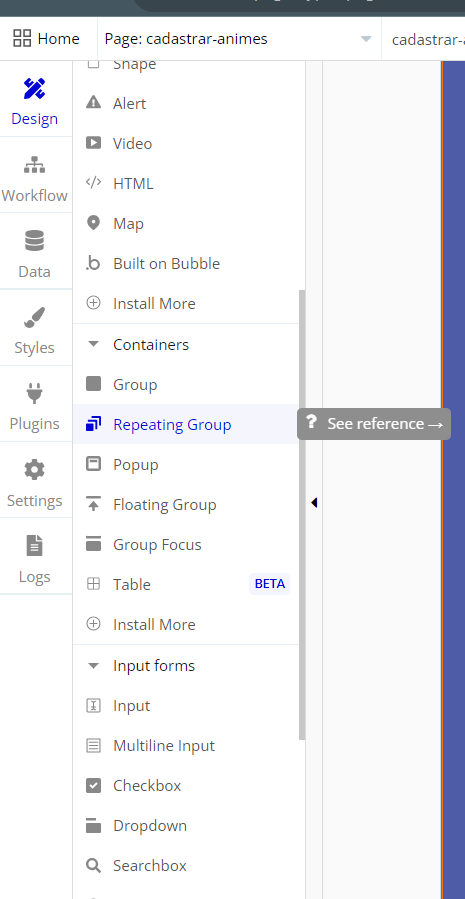 Home
Page: cadastrar-animes
cadastrar-a
Design
Workflow
Data
Styles
Plugins
Settings
Logs
Shape
Alert
Video
HTML
Map
Built on Bubble
Install More
Containers
Group
Repeating Group
? See reference →
Popup
Floating Group
Group Focus
Table BETA
Install More
Input forms
Input
Multiline Input
Checkbox
Dropdown
Searchbox